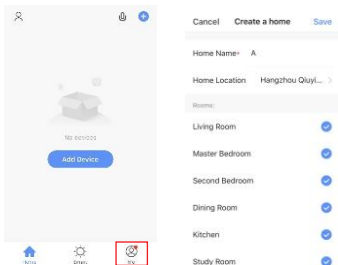 No devices
Add Device
Cancel Create a home Save
Home Name* A
Home Location Hangzhou Qiuyi... >
Rooms:
Living Room
Master Bedroom
Second Bedroom
Dining Room
Kitchen
Study Room